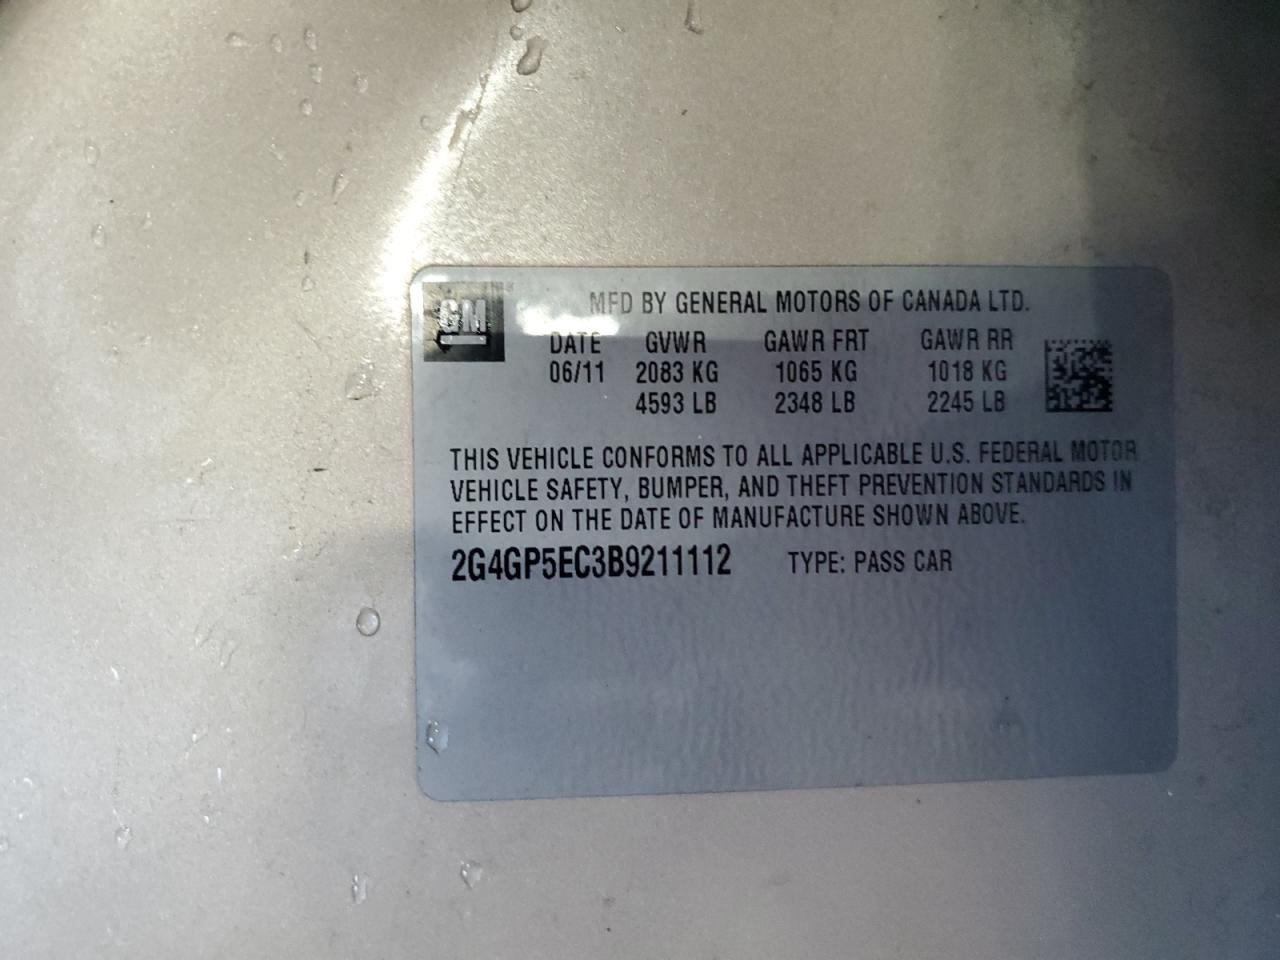 GM
MFD BY GENERAL MOTORS OF CANADA LTD.
DATE GVWR GAWR FRT GAWR RR
06/11 2083 KG 1065 KG 1018 KG
4593 LB 2348 LB 2245 LB
THIS VEHICLE CONFORMS TO ALL APPLICABLE U.S. FEDERAL MOTOR
VEHICLE SAFETY, BUMPER, AND THEFT PREVENTION STANDARDS IN
EFFECT ON THE DATE OF MANUFACTURE SHOWN ABOVE.
2G4GP5EC3B9211112 TYPE: PASS CAR